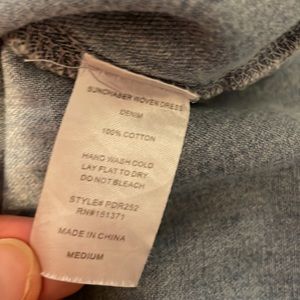 SUNCHASER WOVEN DRESS
DENIM
100% COTTON
HAND WASH COLD
LAY FLAT TO DRY
DO NOT BLEACH
STYLE# PDR252
RN#151371
MADE IN CHINA
MEDIUM